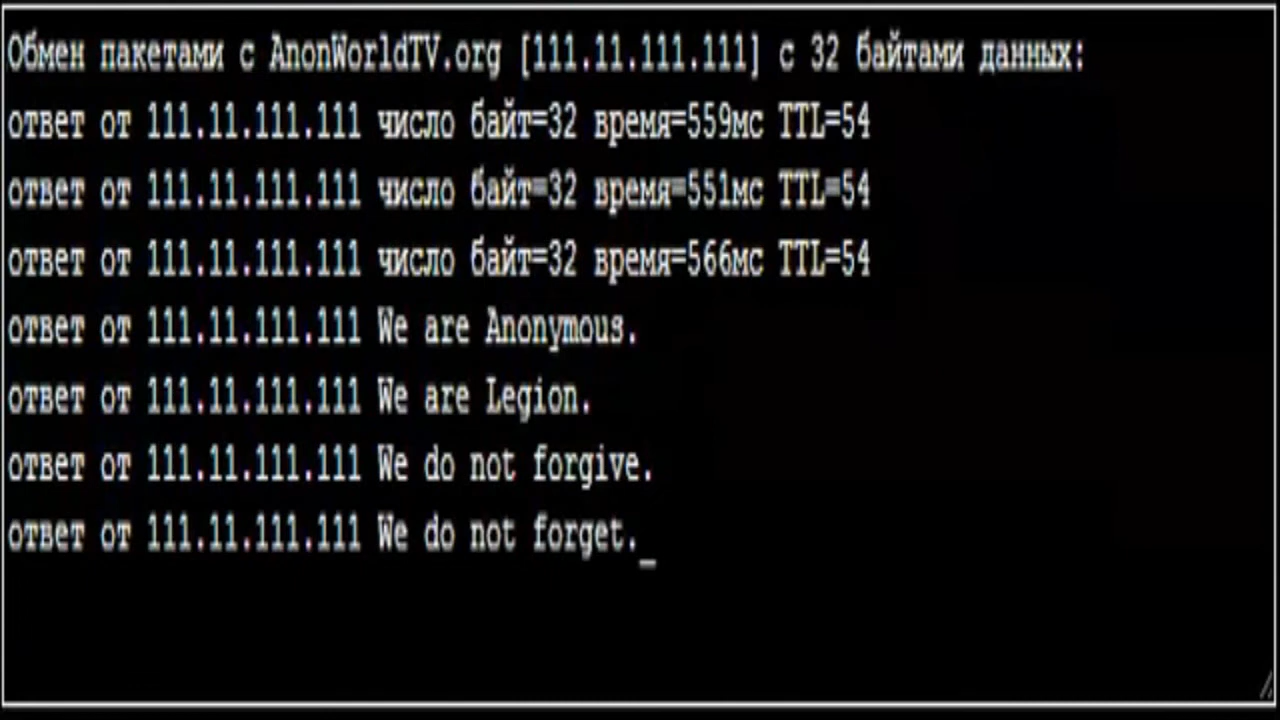 Обмен пакетами с AnonWorldTV.org [111.11.111.111] с 32 байтами данных:
ответ от 111.11.111.111 число байт=32 время=559мс TTL=54
ответ от 111.11.111.111 число байт=32 время=551мс TTL=54
ответ от 111.11.111.111 число байт=32 время=566мс TTL=54
ответ от 111.11.111.111 We are Anonymous.
ответ от 111.11.111.111 We are Legion.
ответ от 111.11.111.111 We do not forgive.
ответ от 111.11.111.111 We do not forget._